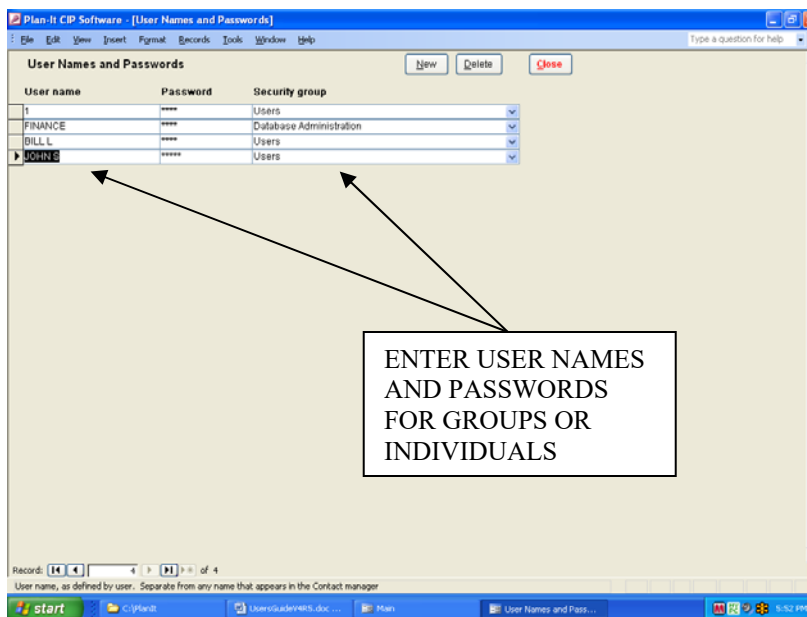 Plan-It CIP Software - [User Names and Passwords]
File Edit View Insert Format Records Tools Window Help Type a question for help
User Names and Passwords New Delete Close
User name Password Security group
1 **** Users
FINANCE **** Database Administration
BILL L **** Users
JOHN S ***** Users
ENTER USER NAMES
AND PASSWORDS
FOR GROUPS OR
INDIVIDUALS
Record: 4 of 4
User name, as defined by user. Separate from any name that appears in the Contact manager
start C:\PlanIt UsersGuideV4R5.doc ... Main User Names and Pass... 5:52 PM